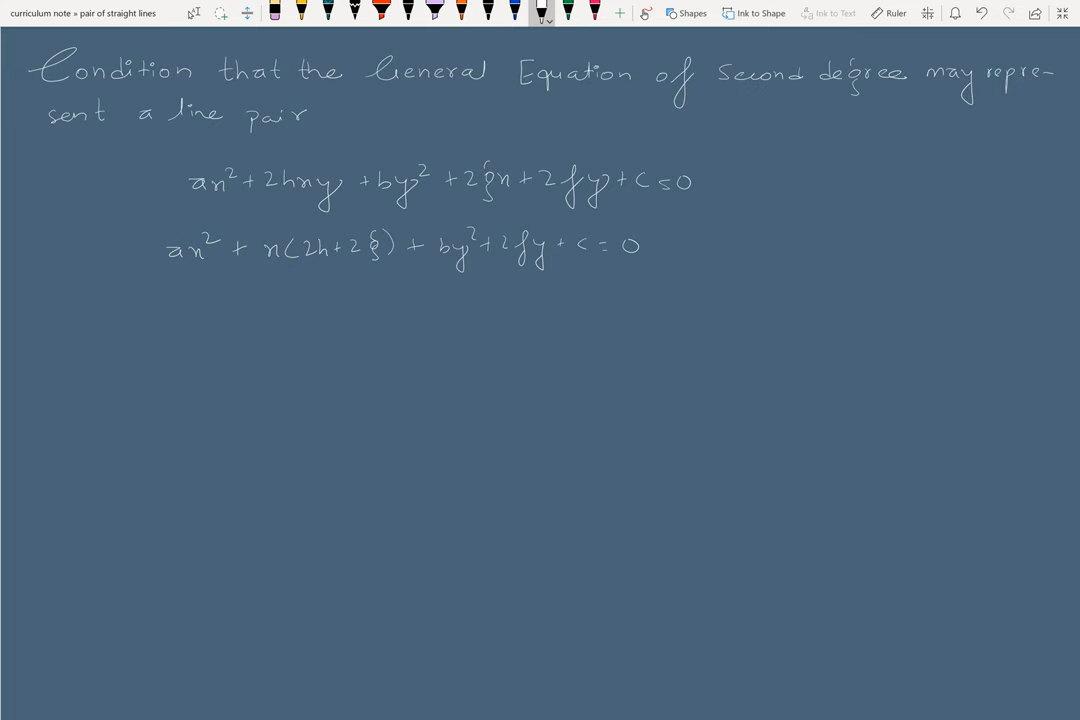 curriculum note » pair of straight lines Shapes Ink to Shape Ink to Text Ruler
Condition that the General Equation of Second degree may repre-
sent a line pair
ax² + 2hxy + by² + 2gx + 2fy + c = 0
ax² + x(2h + 2g) + by² + 2fy + c = 0